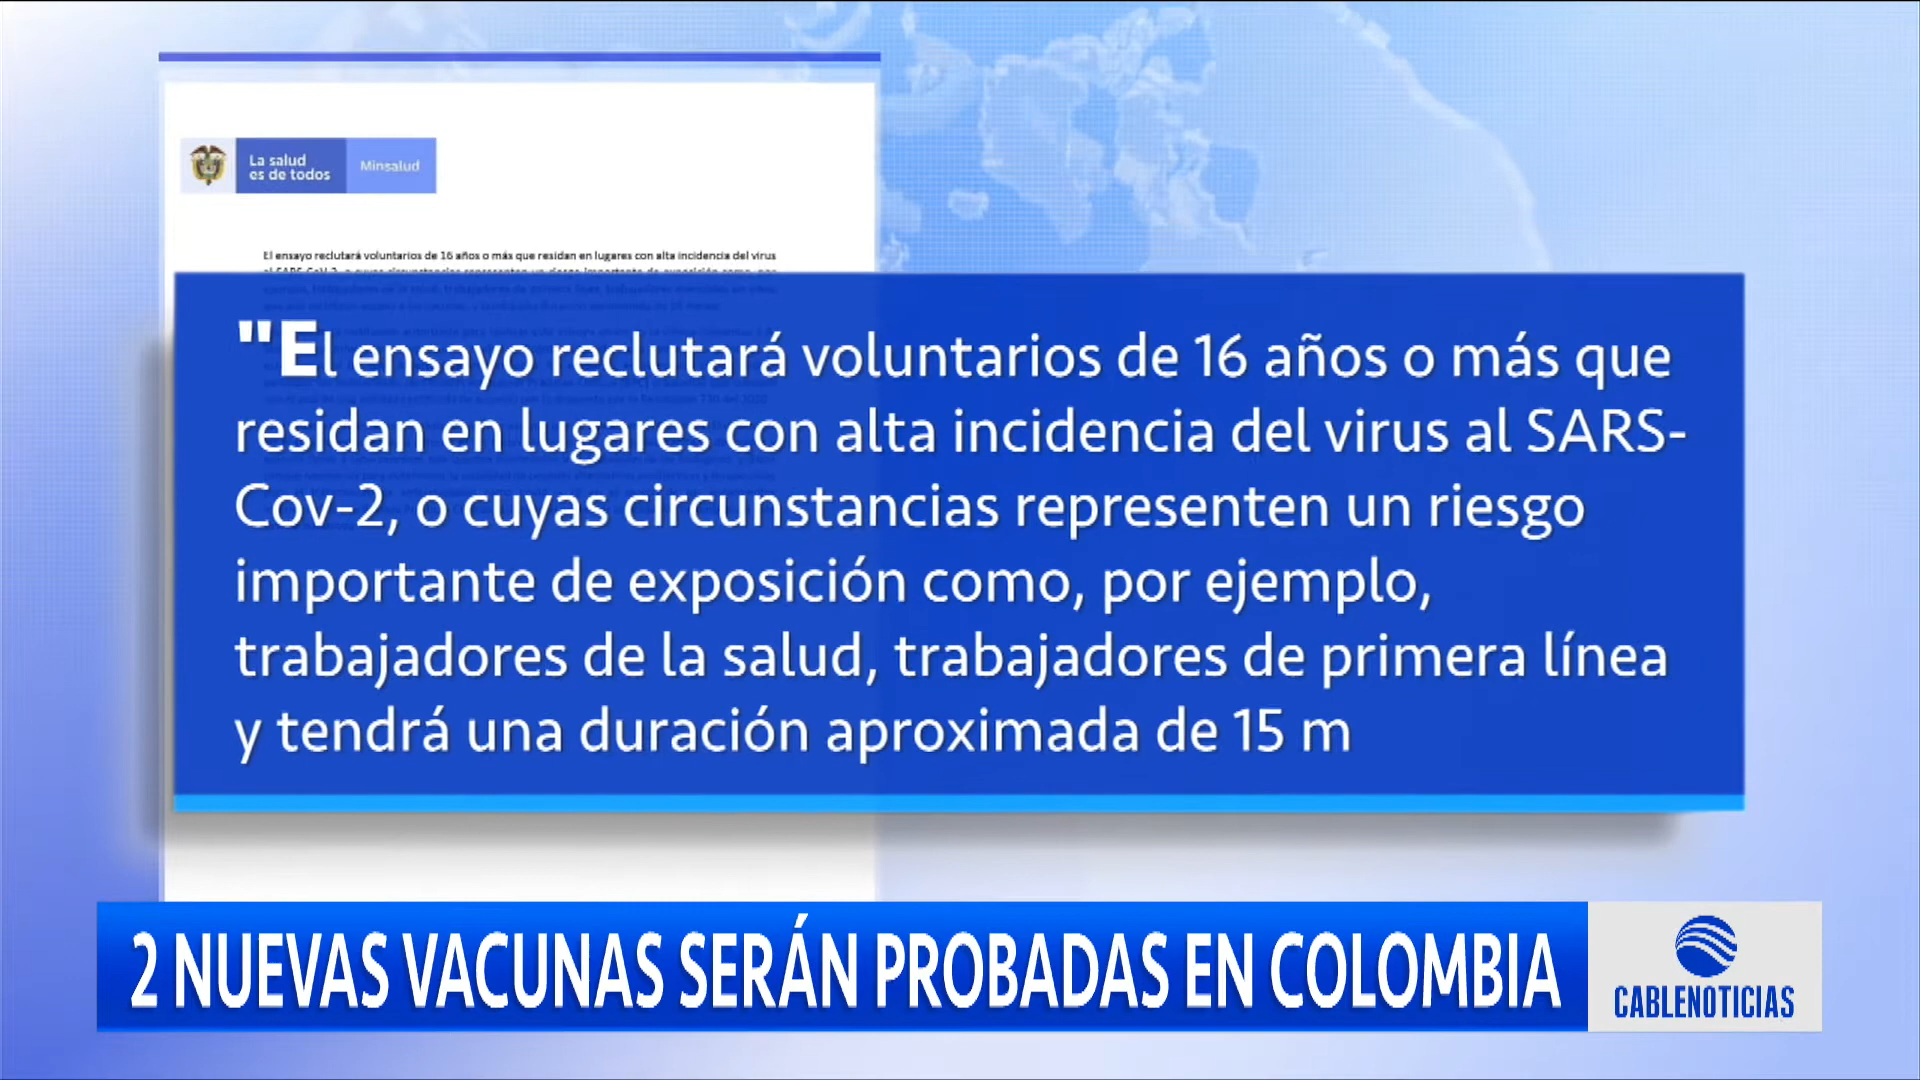 La salud
es de todos
Minsalud
El ensayo reclutará voluntarios de 16 años o más que residan en lugares con alta incidencia del virus
"El ensayo reclutará voluntarios de 16 años o más que
residan en lugares con alta incidencia del virus al SARS-
Cov-2, o cuyas circunstancias representen un riesgo
importante de exposición como, por ejemplo,
trabajadores de la salud, trabajadores de primera línea
y tendrá una duración aproximada de 15 m
2 NUEVAS VACUNAS SERÁN PROBADAS EN COLOMBIA
CABLENOTICIAS